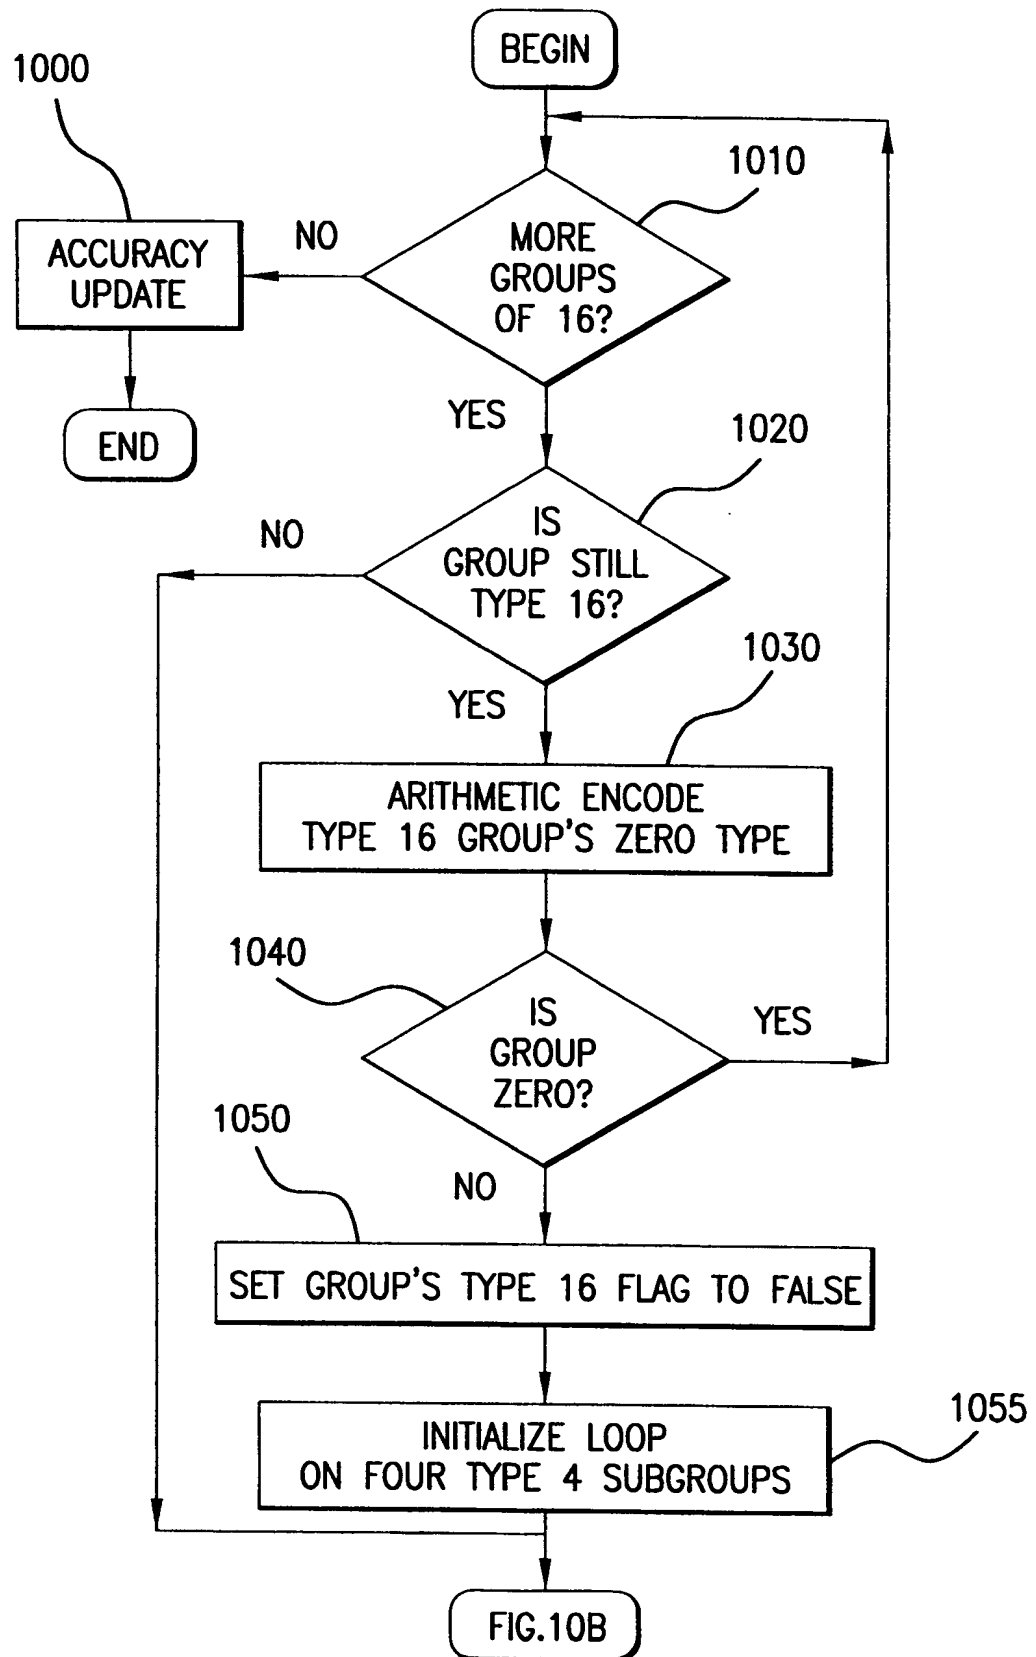 BEGIN
1000
1010
ACCURACY
UPDATE
NO
MORE
GROUPS
OF 16?
END
YES
1020
NO
IS
GROUP STILL
TYPE 16?
YES
1030
ARITHMETIC ENCODE
TYPE 16 GROUP'S ZERO TYPE
1040
IS
GROUP
ZERO?
YES
1050
NO
SET GROUP'S TYPE 16 FLAG TO FALSE
1055
INITIALIZE LOOP
ON FOUR TYPE 4 SUBGROUPS
FIG.10B